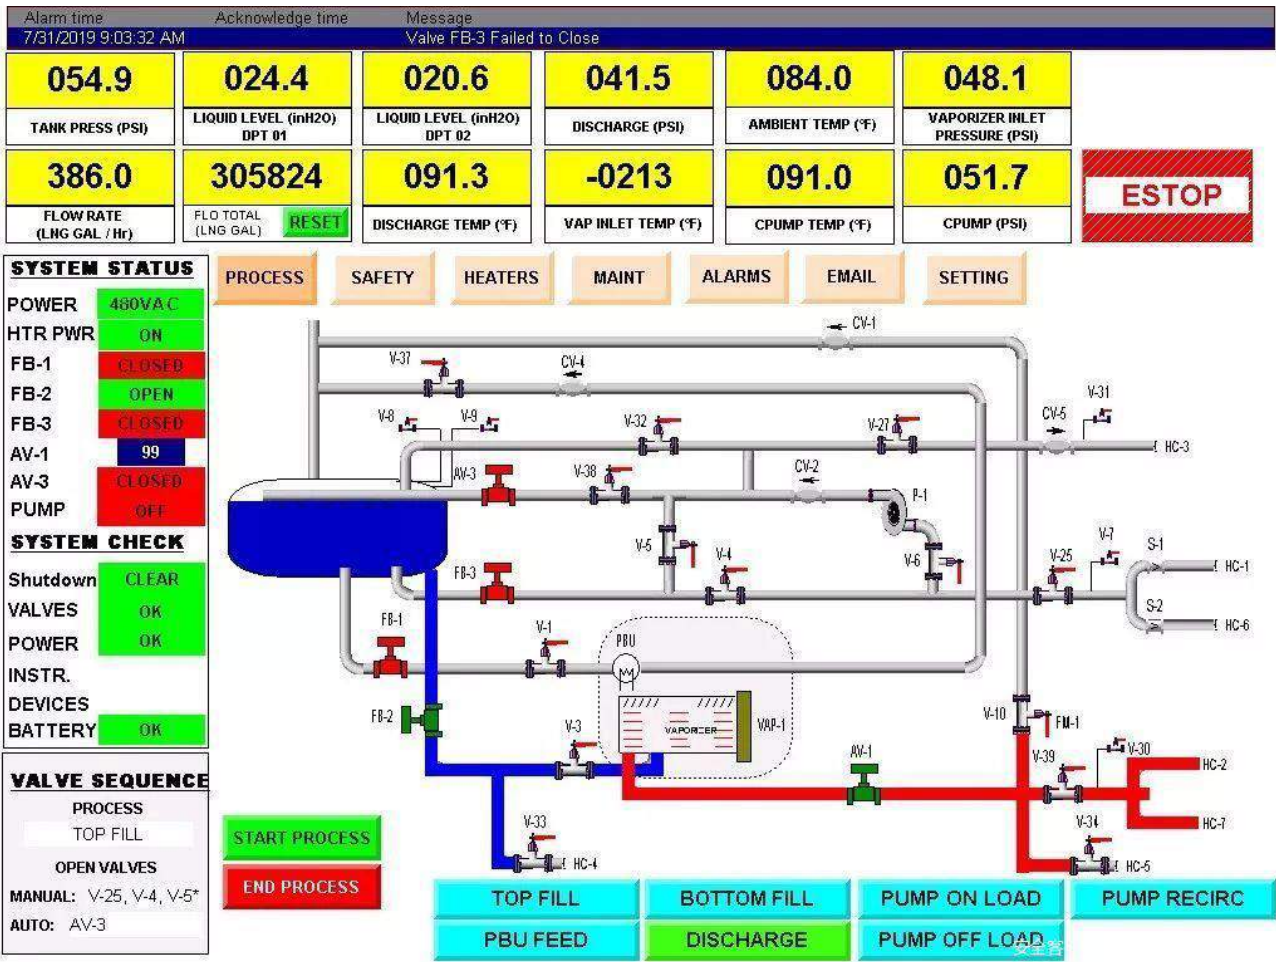 Alarm time Acknowledge time Message
7/31/2019 9:03:32 AM Valve FB-3 Failed to Close
054.9 024.4 020.6 041.5 084.0 048.1
TANK PRESS (PSI)
LIQUID LEVEL (inH2O)
DPT 01
LIQUID LEVEL (inH2O)
DPT 02
DISCHARGE (PSI)
AMBIENT TEMP (°F)
VAPORIZER INLET
PRESSURE (PSI)
386.0 305824 091.3 -0213 091.0 051.7
FLOW RATE
(LNG GAL / Hr)
FLO TOTAL
(LNG GAL)
RESET
DISCHARGE TEMP (°F)
VAP INLET TEMP (°F)
CPUMP TEMP (°F)
CPUMP (PSI)
ESTOP
SYSTEM STATUS
POWER 480VAC
HTR PWR ON
FB-1 CLOSED
FB-2 OPEN
FB-3 CLOSED
AV-1 99
AV-3 CLOSED
PUMP OFF
SYSTEM CHECK
Shutdown CLEAR
VALVES OK
POWER OK
INSTR.
DEVICES
BATTERY OK
VALVE SEQUENCE
PROCESS
TOP FILL
OPEN VALVES
MANUAL: V-25, V-4, V-5*
AUTO: AV-3
PROCESS SAFETY HEATERS MAINT ALARMS EMAIL SETTING
CV-1
V-37
CV-4
V-8
V-9
V-32
V-27
CV-5
V-31
HC-3
AV-3
V-38
CV-2
P-1
V-5
V-4
V-6
V-25
V-7
S-1
HC-1
S-2
HC-6
FB-3
FB-1
V-1
PBU
FB-2
V-3
VAPORIZER
VAP-1
V-10
FM-1
AV-1
V-39
V-30
HC-2
HC-7
V-33
HC-4
V-34
HC-5
START PROCESS
END PROCESS
TOP FILL BOTTOM FILL PUMP ON LOAD PUMP RECIRC
PBU FEED DISCHARGE PUMP OFF LOAD
安全客